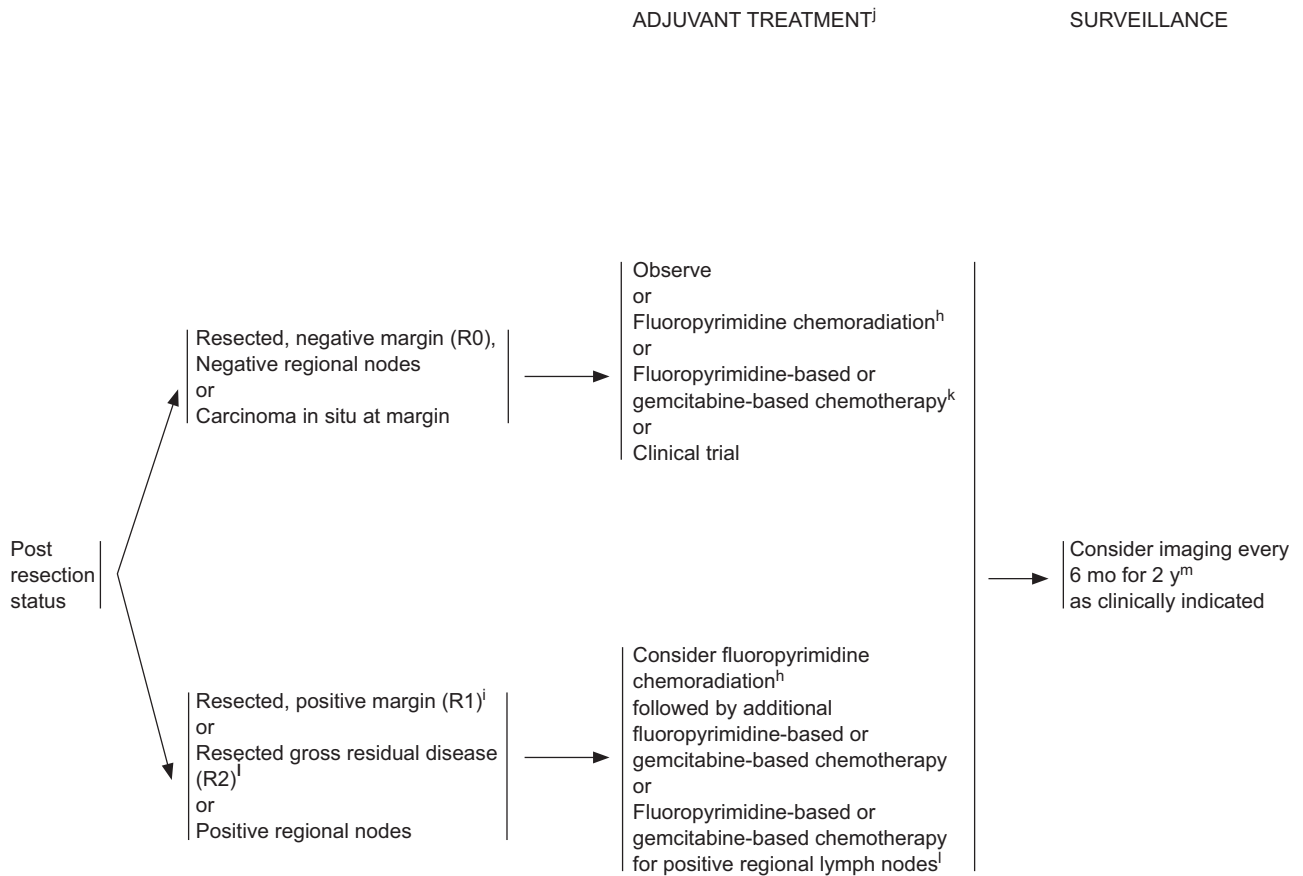 ADJUVANT TREATMENTj
SURVEILLANCE
Post
resection
status
Resected, negative margin (R0),
Negative regional nodes
or
Carcinoma in situ at margin
Observe
or
Fluoropyrimidine chemoradiationh
or
Fluoropyrimidine-based or
gemcitabine-based chemotherapyk
or
Clinical trial
Resected, positive margin (R1)i
or
Resected gross residual disease
(R2)i
or
Positive regional nodes
Consider fluoropyrimidine
chemoradiationh
followed by additional
fluoropyrimidine-based or
gemcitabine-based chemotherapy
or
Fluoropyrimidine-based or
gemcitabine-based chemotherapy
for positive regional lymph nodesl
Consider imaging every
6 mo for 2 ym
as clinically indicated